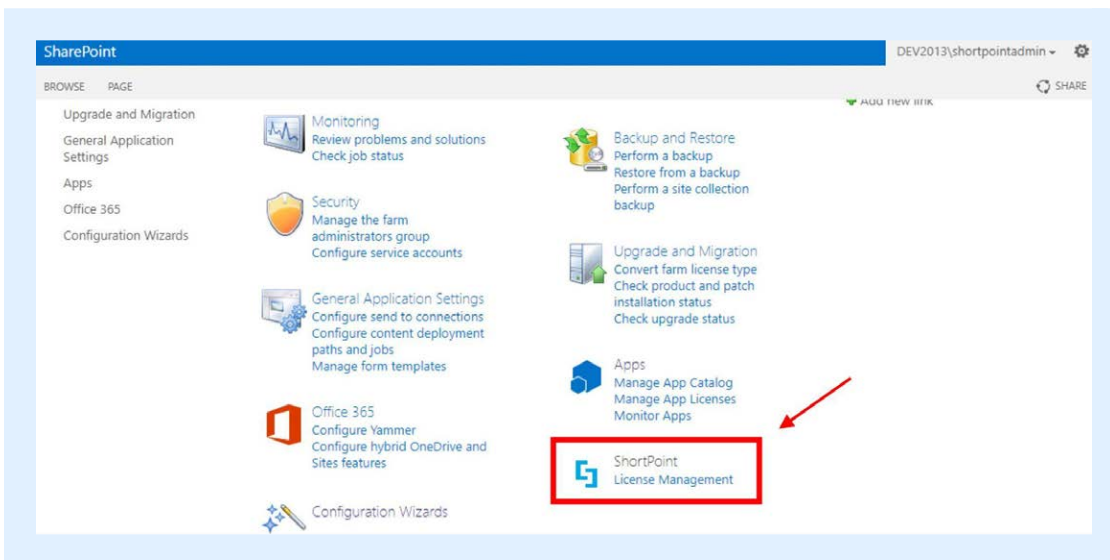 SharePoint
DEV2013\shortpointadmin
BROWSE PAGE
SHARE
Add new link
Upgrade and Migration
General Application
Settings
Apps
Office 365
Configuration Wizards
Monitoring
Review problems and solutions
Check job status
Security
Manage the farm
administrators group
Configure service accounts
General Application Settings
Configure send to connections
Configure content deployment
paths and jobs
Manage form templates
Office 365
Configure Yammer
Configure hybrid OneDrive and
Sites features
Configuration Wizards
Backup and Restore
Perform a backup
Restore from a backup
Perform a site collection
backup
Upgrade and Migration
Convert farm license type
Check product and patch
installation status
Check upgrade status
Apps
Manage App Catalog
Manage App Licenses
Monitor Apps
ShortPoint
License Management